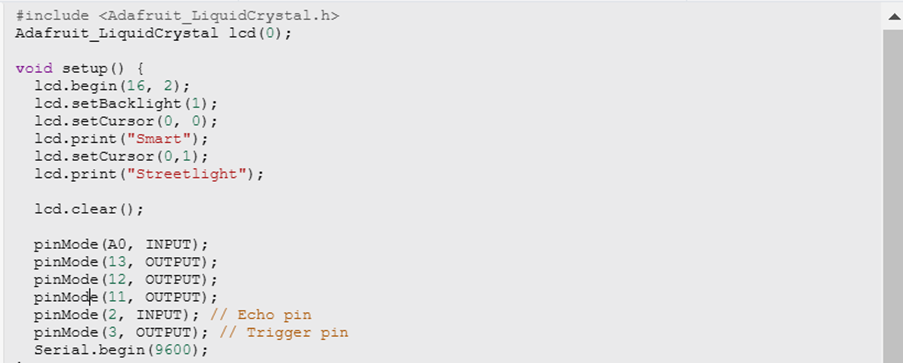 #include <Adafruit_LiquidCrystal.h>
Adafruit_LiquidCrystal lcd(0);
void setup() {
lcd.begin(16, 2);
lcd.setBacklight(1);
lcd.setCursor(0, 0);
lcd.print("Smart");
lcd.setCursor(0,1);
lcd.print("Streetlight");
lcd.clear();
pinMode(A0, INPUT);
pinMode(13, OUTPUT);
pinMode(12, OUTPUT);
pinMode(11, OUTPUT);
pinMode(2, INPUT); // Echo pin
pinMode(3, OUTPUT); // Trigger pin
Serial.begin(9600);